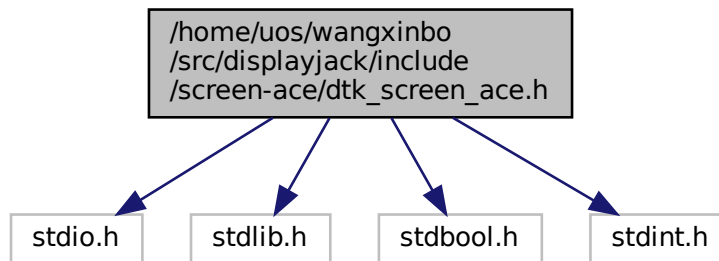 /home/uos/wangxinbo
/src/displayjack/include
/screen-ace/dtk_screen_ace.h
stdio.h
stdlib.h
stdbool.h
stdint.h